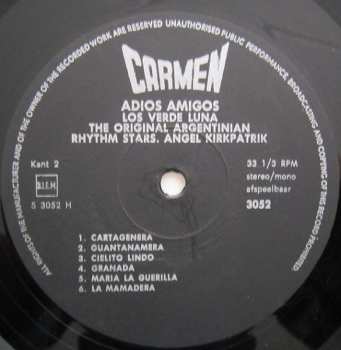 ALL RIGHTS OF THE MANUFACTURER AND OF THE OWNER OF THE RECORDED WORK ARE RESERVED UNAUTHORISED PUBLIC PERFORMANCE, BROADCASTING AND COPYING OF THIS RECORD PROHIBITED.
CARMEN
ADIOS AMIGOS
LOS VERDE LUNA
THE ORIGINAL ARGENTINIAN
RHYTHM STARS. ANGEL KIRKPATRIK
Kant 2
B.I.E.M.
S 3052 H
33 1/3 RPM
stereo/mono
afspeelbaar
3052
1. CARTAGENERA
2. GUANTANAMERA
3. CIELITO LINDO
4. GRANADA
5. MARIA LA GUERILLA
6. LA MAMADERA